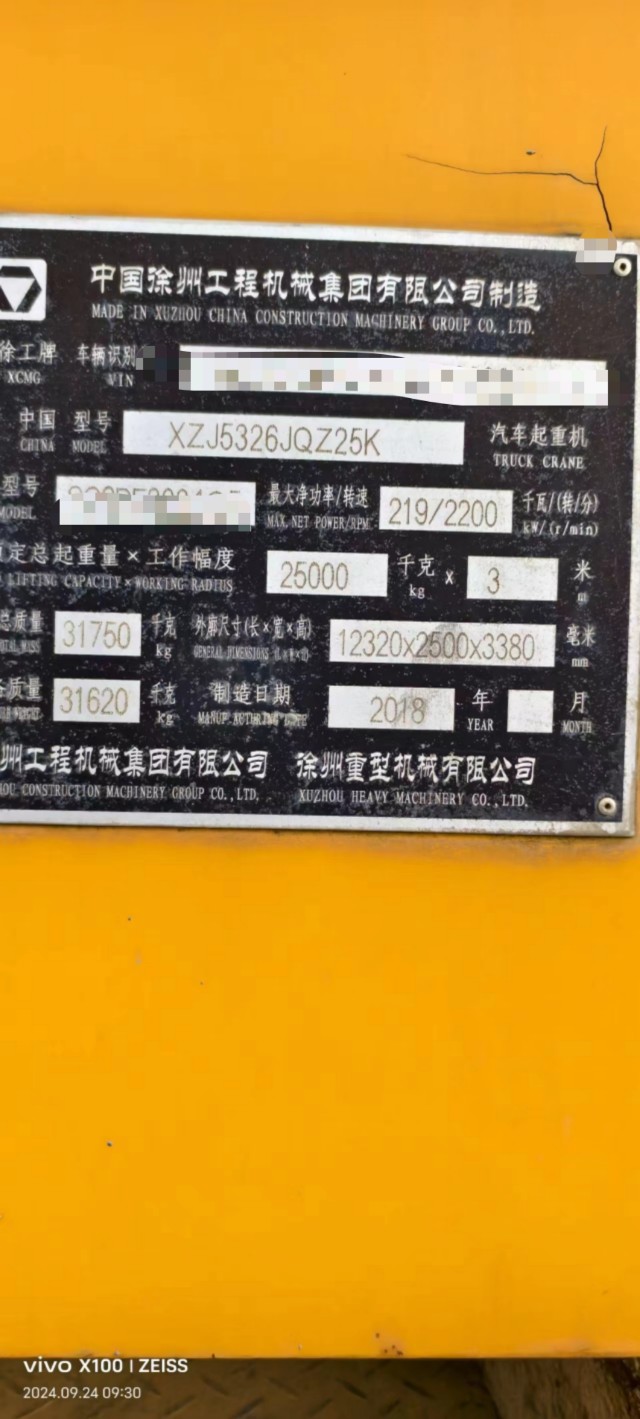 中国徐州工程机械集团有限公司制造
MADE IN XUZHOU CHINA CONSTRUCTION MACHINERY GROUP CO.,LTD.
徐工牌 车辆识别
XCMG VIN
中国 型号 XZJ5326JQZ25K 汽车起重机
CHINA MODEL TRUCK CRANE
型号 最大净功率/转速 219/2200 千瓦/(转/分)
MODEL MAX.NET POWER/RPM kW/(r/min)
定总起重量×工作幅度 25000 千克 x 3 米
LIFTING CAPACITY×WORKING RADIUS kg m
总质量 31750 千克 外廓尺寸(长×宽×高) 12320x2500x3380 毫米
MASS kg GENERAL DIMENSIONS (L×W×H) mm
质量 31620 千克 制造日期 2018 年 月
WEIGHT kg MANUFACTURING DATE YEAR MONTH
州工程机械集团有限公司 徐州重型机械有限公司
HOU CONSTRUCTION MACHINERY GROUP CO.,LTD. XUZHOU HEAVY MACHINERY CO.,LTD.
vivo X100 | ZEISS
2024.09.24 09:30